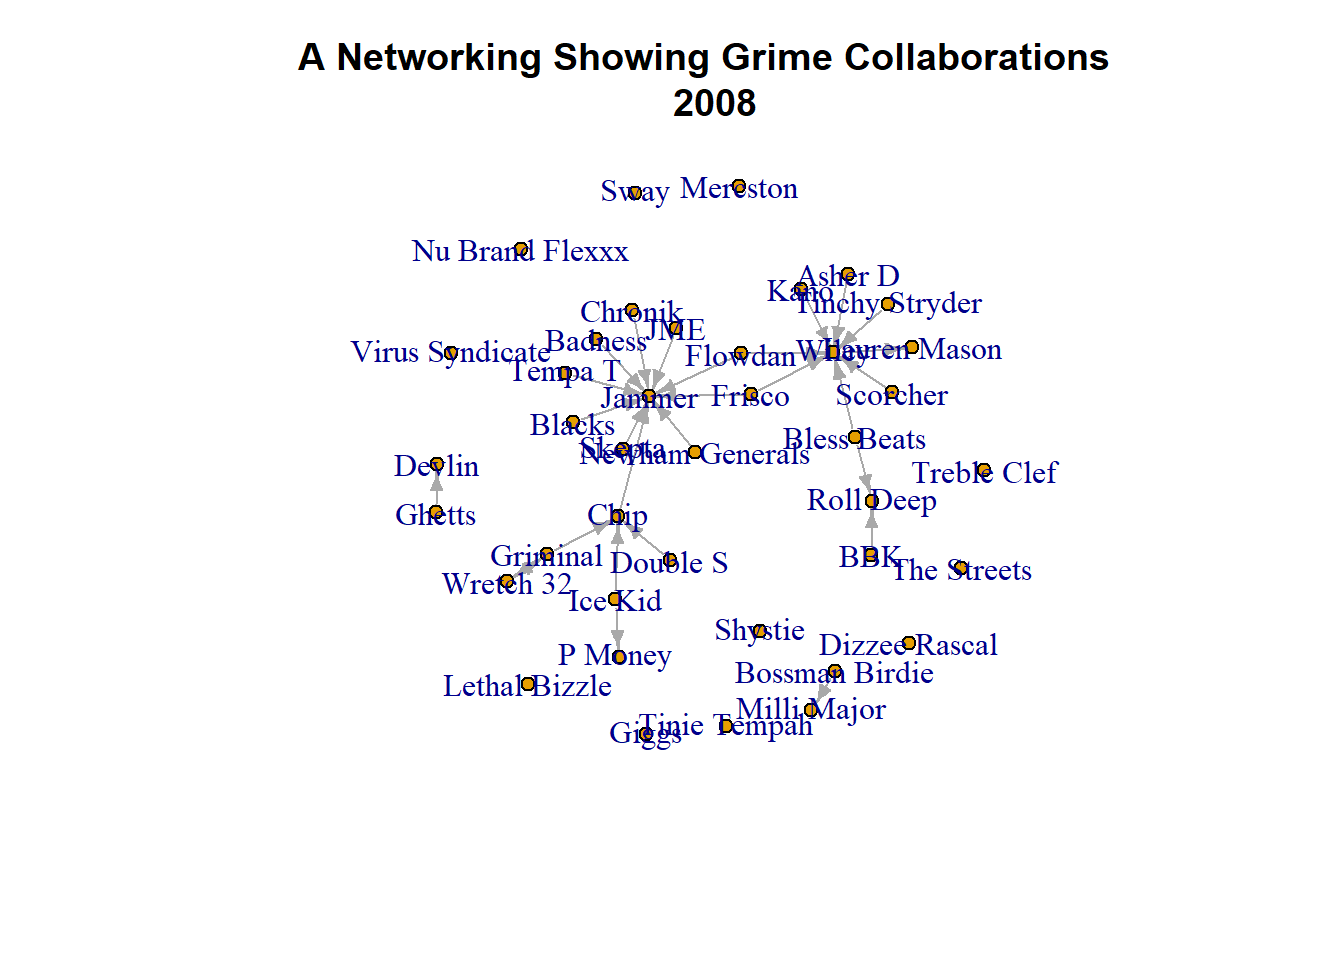 A Networking Showing Grime Collaborations
2008
Sway
Mereston
Nu Brand Flexxx
Asher D
Kano
Tinchy Stryder
Chronik
JME
Badness
Virus Syndicate
Flowdan
Wiley
Lauren Mason
Tempa T
Jammer
Frisco
Scorcher
Blacks
Skepta
Newham Generals
Bless Beats
Devlin
Treble Clef
Roll Deep
Ghetts
Chip
Griminal
Double S
BBK
The Streets
Wretch 32
Ice Kid
Shystie
Dizzee Rascal
P Money
Bossman Birdie
Lethal Bizzle
Milli Major
Giggs
Tinie Tempah